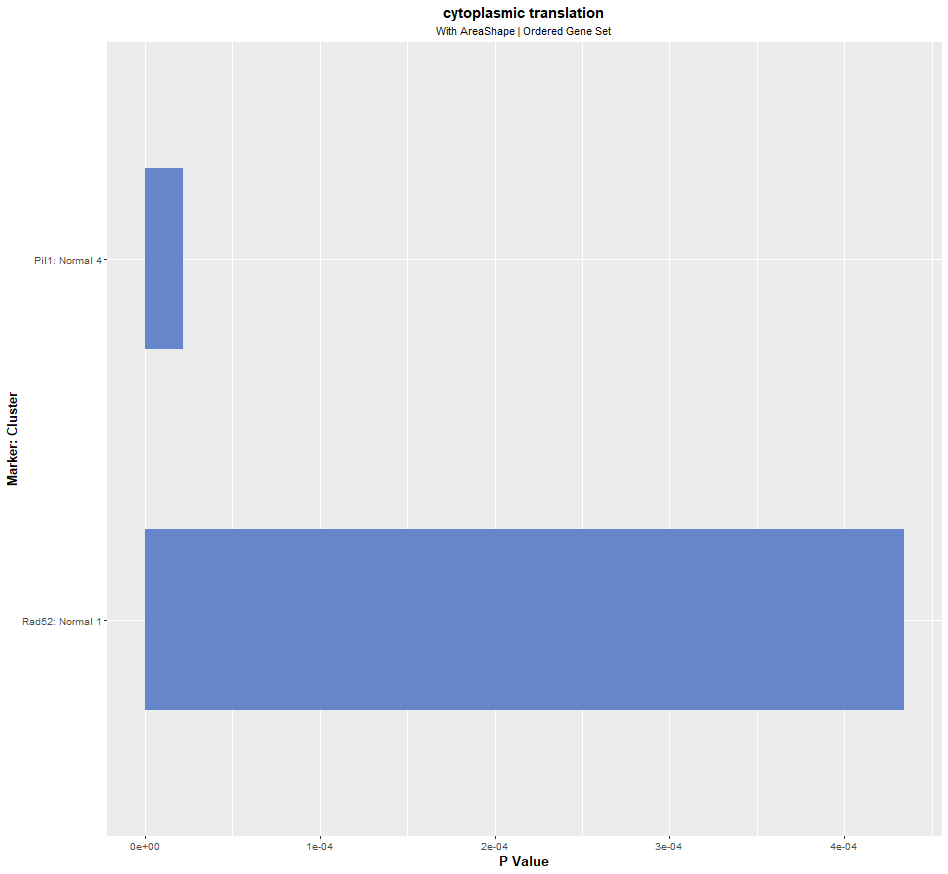 cytoplasmic translation
With AreaShape | Ordered Gene Set
Marker: Cluster
Pil1: Normal 4
Rad52: Normal 1
0e+00 1e-04 2e-04 3e-04 4e-04
P Value